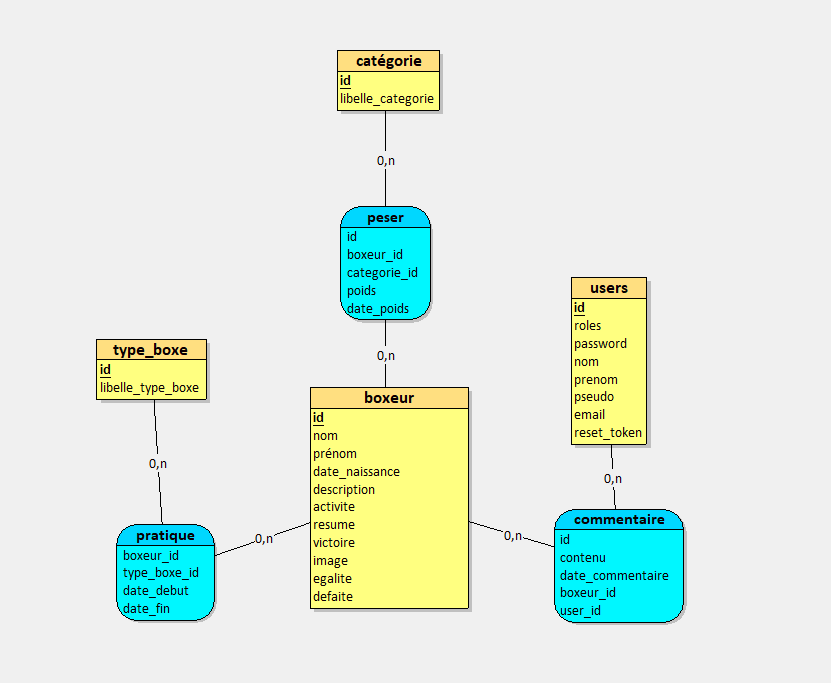 catégorie
id
libelle_categorie
0,n
peser
id
boxeur_id
categorie_id
poids
date_poids
0,n
users
id
roles
password
nom
prenom
pseudo
email
reset_token
0,n
type_boxe
id
libelle_type_boxe
0,n
boxeur
id
nom
prénom
date_naissance
description
activite
resume
victoire
image
egalite
defaite
pratique
boxeur_id
type_boxe_id
date_debut
date_fin
0,n
0,n
commentaire
id
contenu
date_commentaire
boxeur_id
user_id